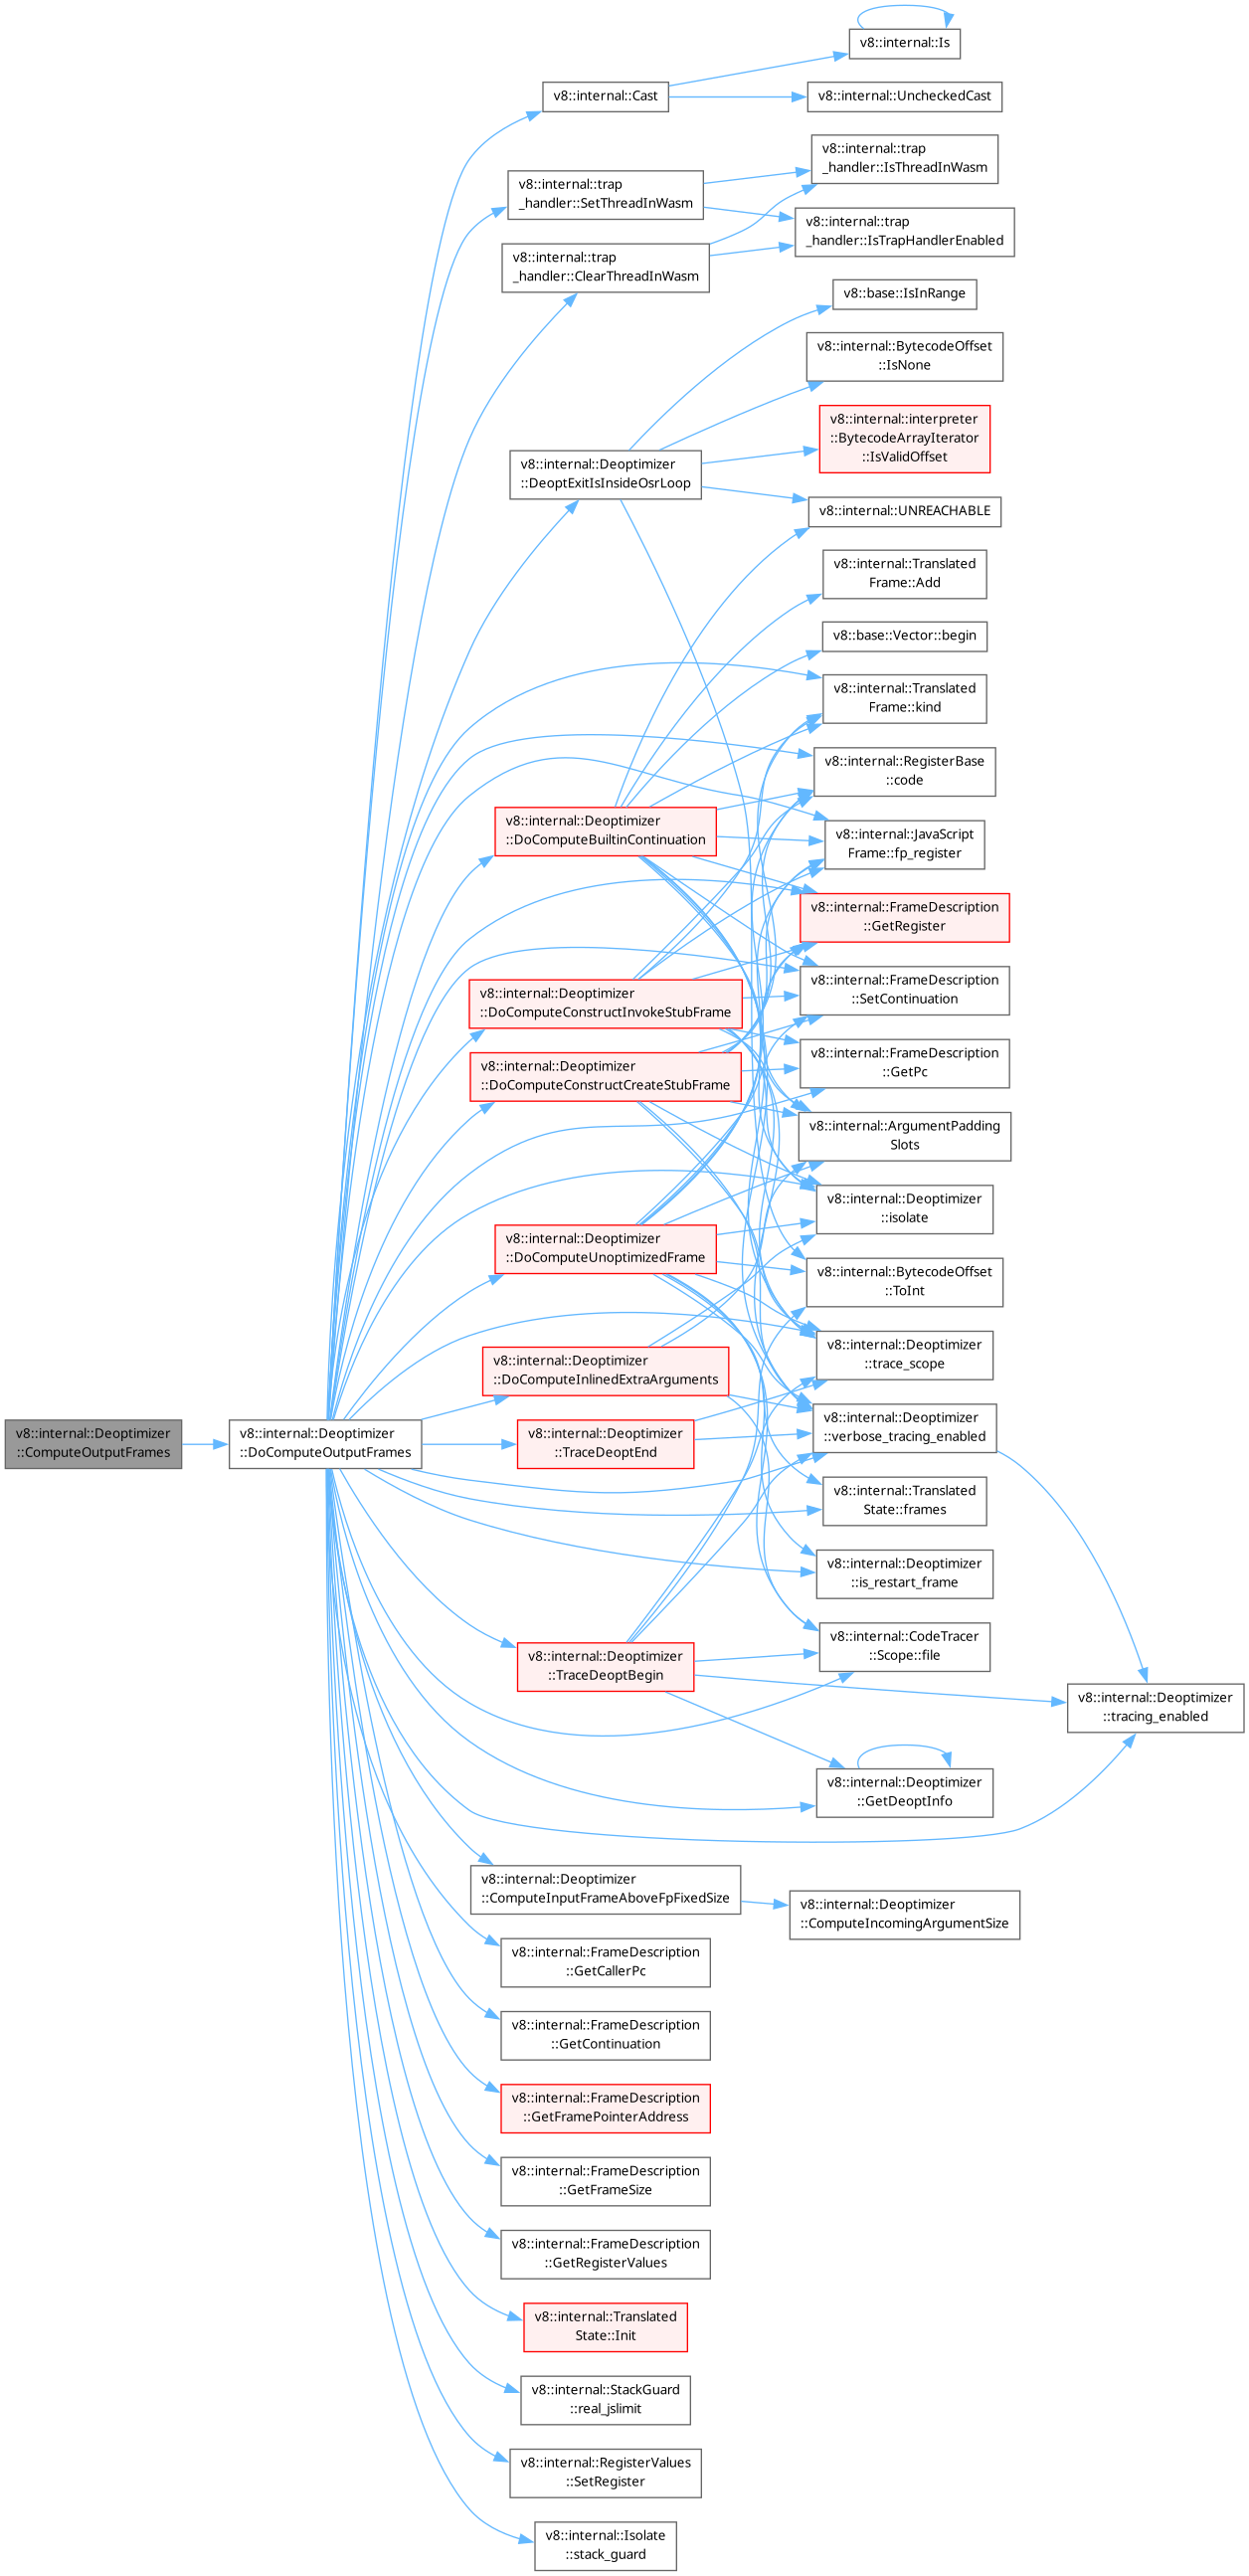 v8::internal::Is
v8::internal::Cast
v8::internal::UncheckedCast
v8::internal::trap
_handler::IsThreadInWasm
v8::internal::trap
_handler::SetThreadInWasm
v8::internal::trap
_handler::IsTrapHandlerEnabled
v8::internal::trap
_handler::ClearThreadInWasm
v8::base::IsInRange
v8::internal::BytecodeOffset
::IsNone
v8::internal::interpreter
::BytecodeArrayIterator
::IsValidOffset
v8::internal::Deoptimizer
::DeoptExitIsInsideOsrLoop
v8::internal::UNREACHABLE
v8::internal::Translated
Frame::Add
v8::base::Vector::begin
v8::internal::Translated
Frame::kind
v8::internal::RegisterBase
::code
v8::internal::Deoptimizer
::DoComputeBuiltinContinuation
v8::internal::JavaScript
Frame::fp_register
v8::internal::FrameDescription
::GetRegister
v8::internal::Deoptimizer
::DoComputeConstructInvokeStubFrame
v8::internal::FrameDescription
::SetContinuation
v8::internal::Deoptimizer
::DoComputeConstructCreateStubFrame
v8::internal::FrameDescription
::GetPc
v8::internal::ArgumentPadding
Slots
v8::internal::Deoptimizer
::isolate
v8::internal::Deoptimizer
::DoComputeUnoptimizedFrame
v8::internal::BytecodeOffset
::ToInt
v8::internal::Deoptimizer
::trace_scope
v8::internal::Deoptimizer
::DoComputeInlinedExtraArguments
v8::internal::Deoptimizer
::ComputeOutputFrames
v8::internal::Deoptimizer
::DoComputeOutputFrames
v8::internal::Deoptimizer
::TraceDeoptEnd
v8::internal::Deoptimizer
::verbose_tracing_enabled
v8::internal::Translated
State::frames
v8::internal::Deoptimizer
::is_restart_frame
v8::internal::CodeTracer
::Scope::file
v8::internal::Deoptimizer
::TraceDeoptBegin
v8::internal::Deoptimizer
::tracing_enabled
v8::internal::Deoptimizer
::GetDeoptInfo
v8::internal::Deoptimizer
::ComputeInputFrameAboveFpFixedSize
v8::internal::Deoptimizer
::ComputeIncomingArgumentSize
v8::internal::FrameDescription
::GetCallerPc
v8::internal::FrameDescription
::GetContinuation
v8::internal::FrameDescription
::GetFramePointerAddress
v8::internal::FrameDescription
::GetFrameSize
v8::internal::FrameDescription
::GetRegisterValues
v8::internal::Translated
State::Init
v8::internal::StackGuard
::real_jslimit
v8::internal::RegisterValues
::SetRegister
v8::internal::Isolate
::stack_guard